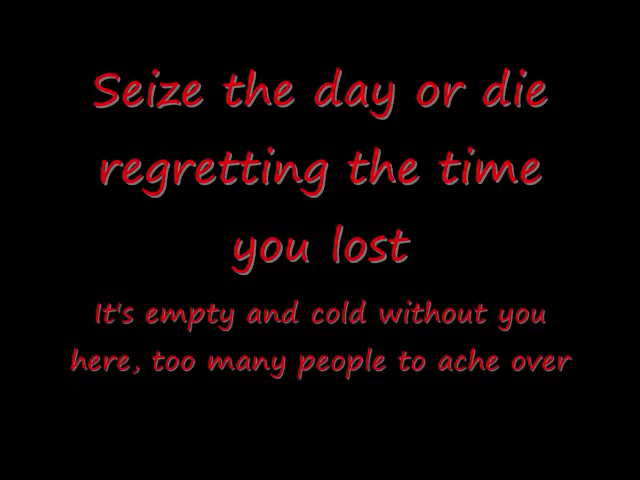 Seize the day or die
regretting the time
you lost
It's empty and cold without you
here, too many people to ache over